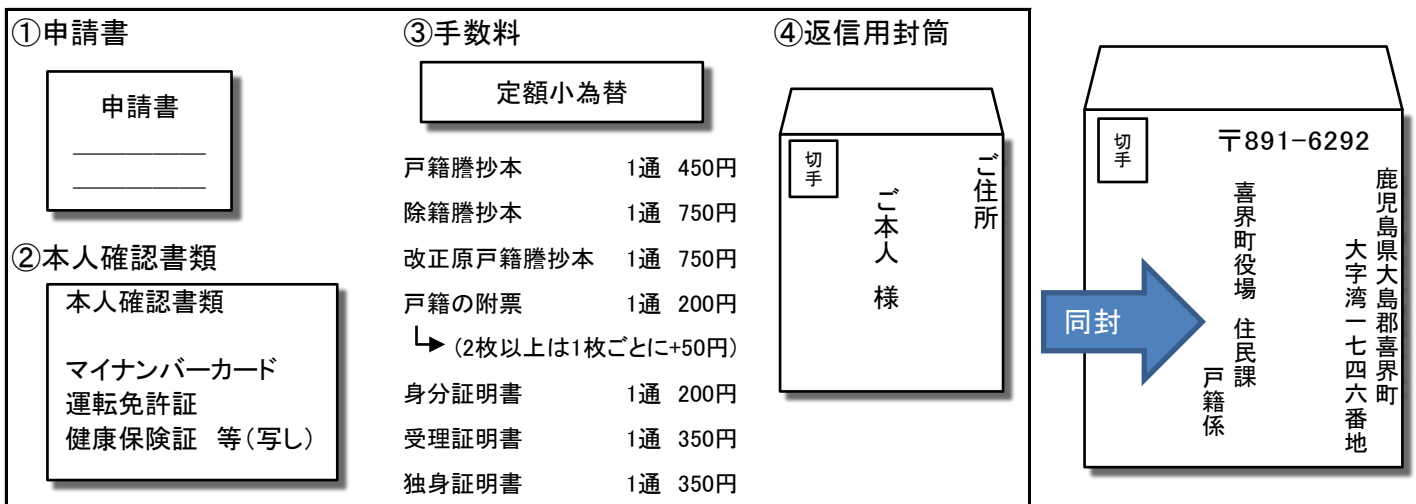 ①申請書
申請書
②本人確認書類
本人確認書類
マイナンバーカード
運転免許証
健康保険証 等(写し)
③手数料
定額小為替
戸籍謄抄本 1通 450円
除籍謄抄本 1通 750円
改正原戸籍謄抄本 1通 750円
戸籍の附票 1通 200円
(2枚以上は1枚ごとに+50円)
身分証明書 1通 200円
受理証明書 1通 350円
独身証明書 1通 350円
④返信用封筒
切手
ご住所
ご本人 様
同封
切手
〒891-6292
鹿児島県大島郡喜界町
大字湾一七四六番地
喜界町役場 住民課
戸籍係